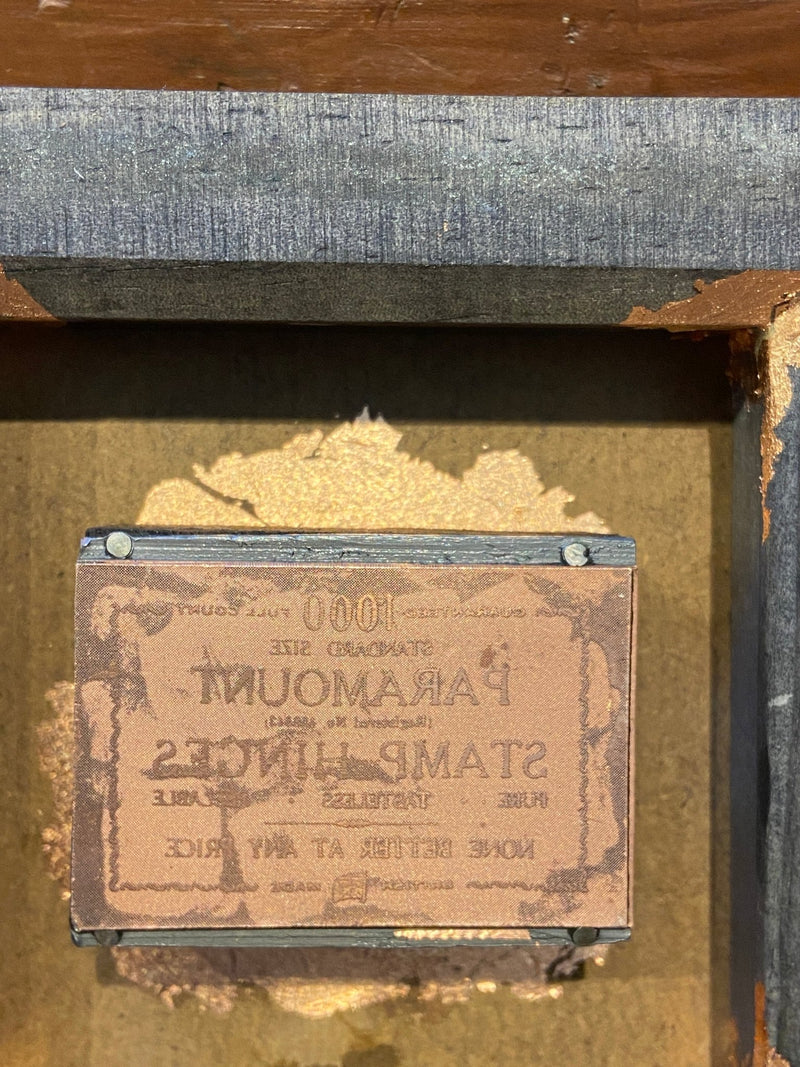 GUARANTEED 1000 FULL COUNT
STANDARD SIZE
PARAMOUNT
(Registered No.
STAMP HINGES
PURE · TASTELESS · PEELABLE
NONE BETTER AT ANY PRICE
BRITISH MADE